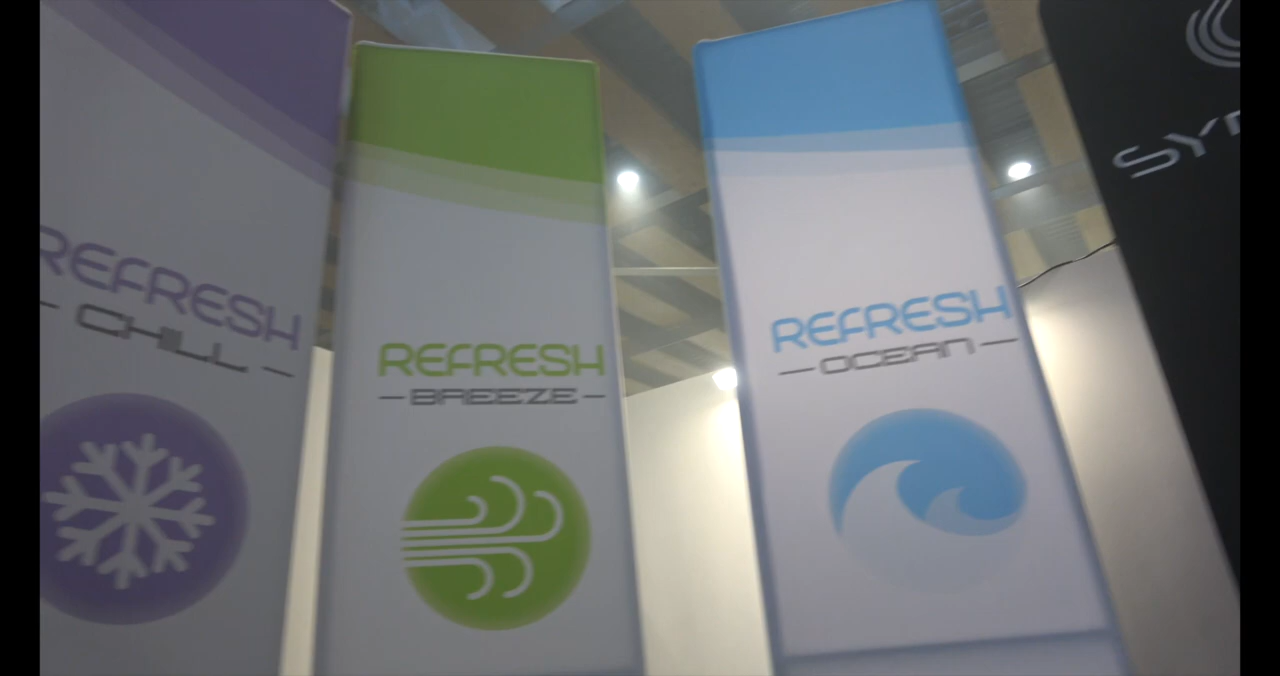 REFRESH
— CHILL —
REFRESH
— BREEZE —
REFRESH
— OCEAN —